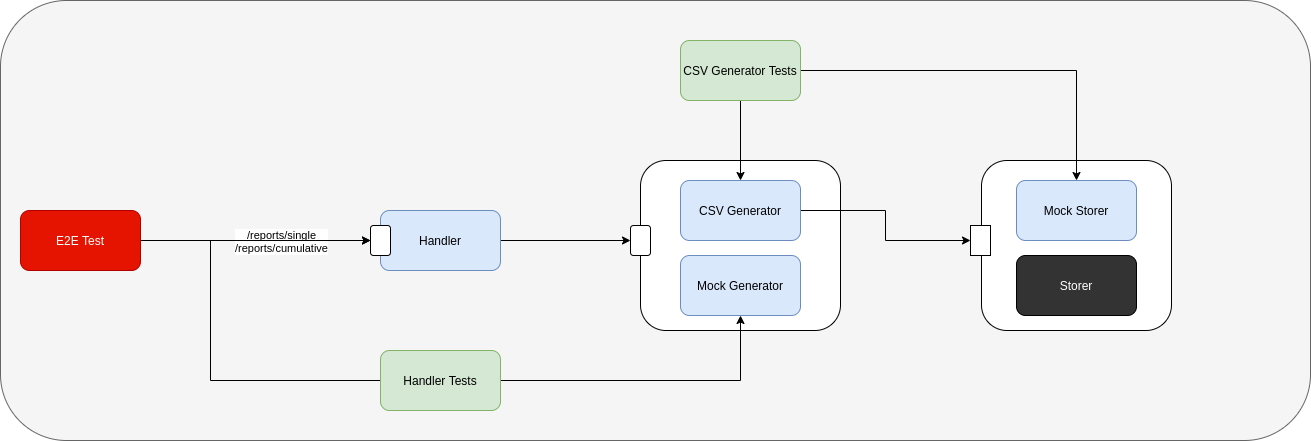 CSV Generator Tests
E2E Test
/reports/single
/reports/cumulative
Handler
CSV Generator
Mock Generator
Mock Storer
Storer
Handler Tests